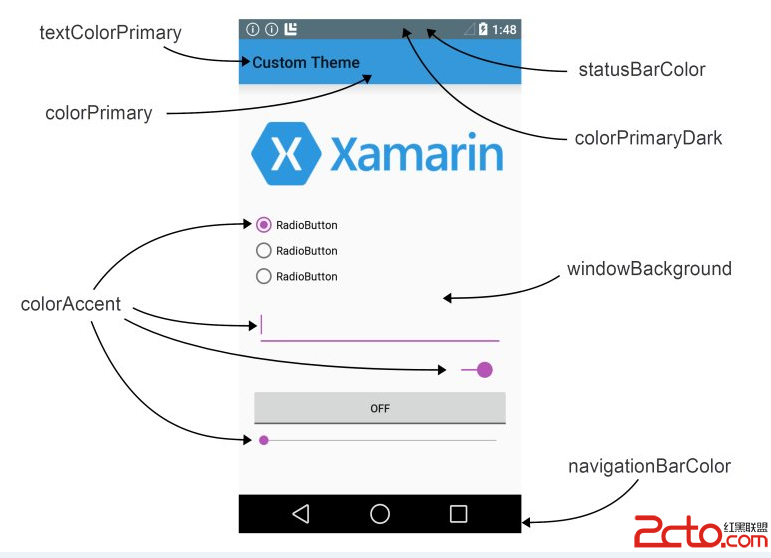 textColorPrimary
1:48
Custom Theme
statusBarColor
colorPrimary
colorPrimaryDark
Xamarin
RadioButton
RadioButton
RadioButton
windowBackground
colorAccent
OFF
navigationBarColor
2cto.com
红黑联盟